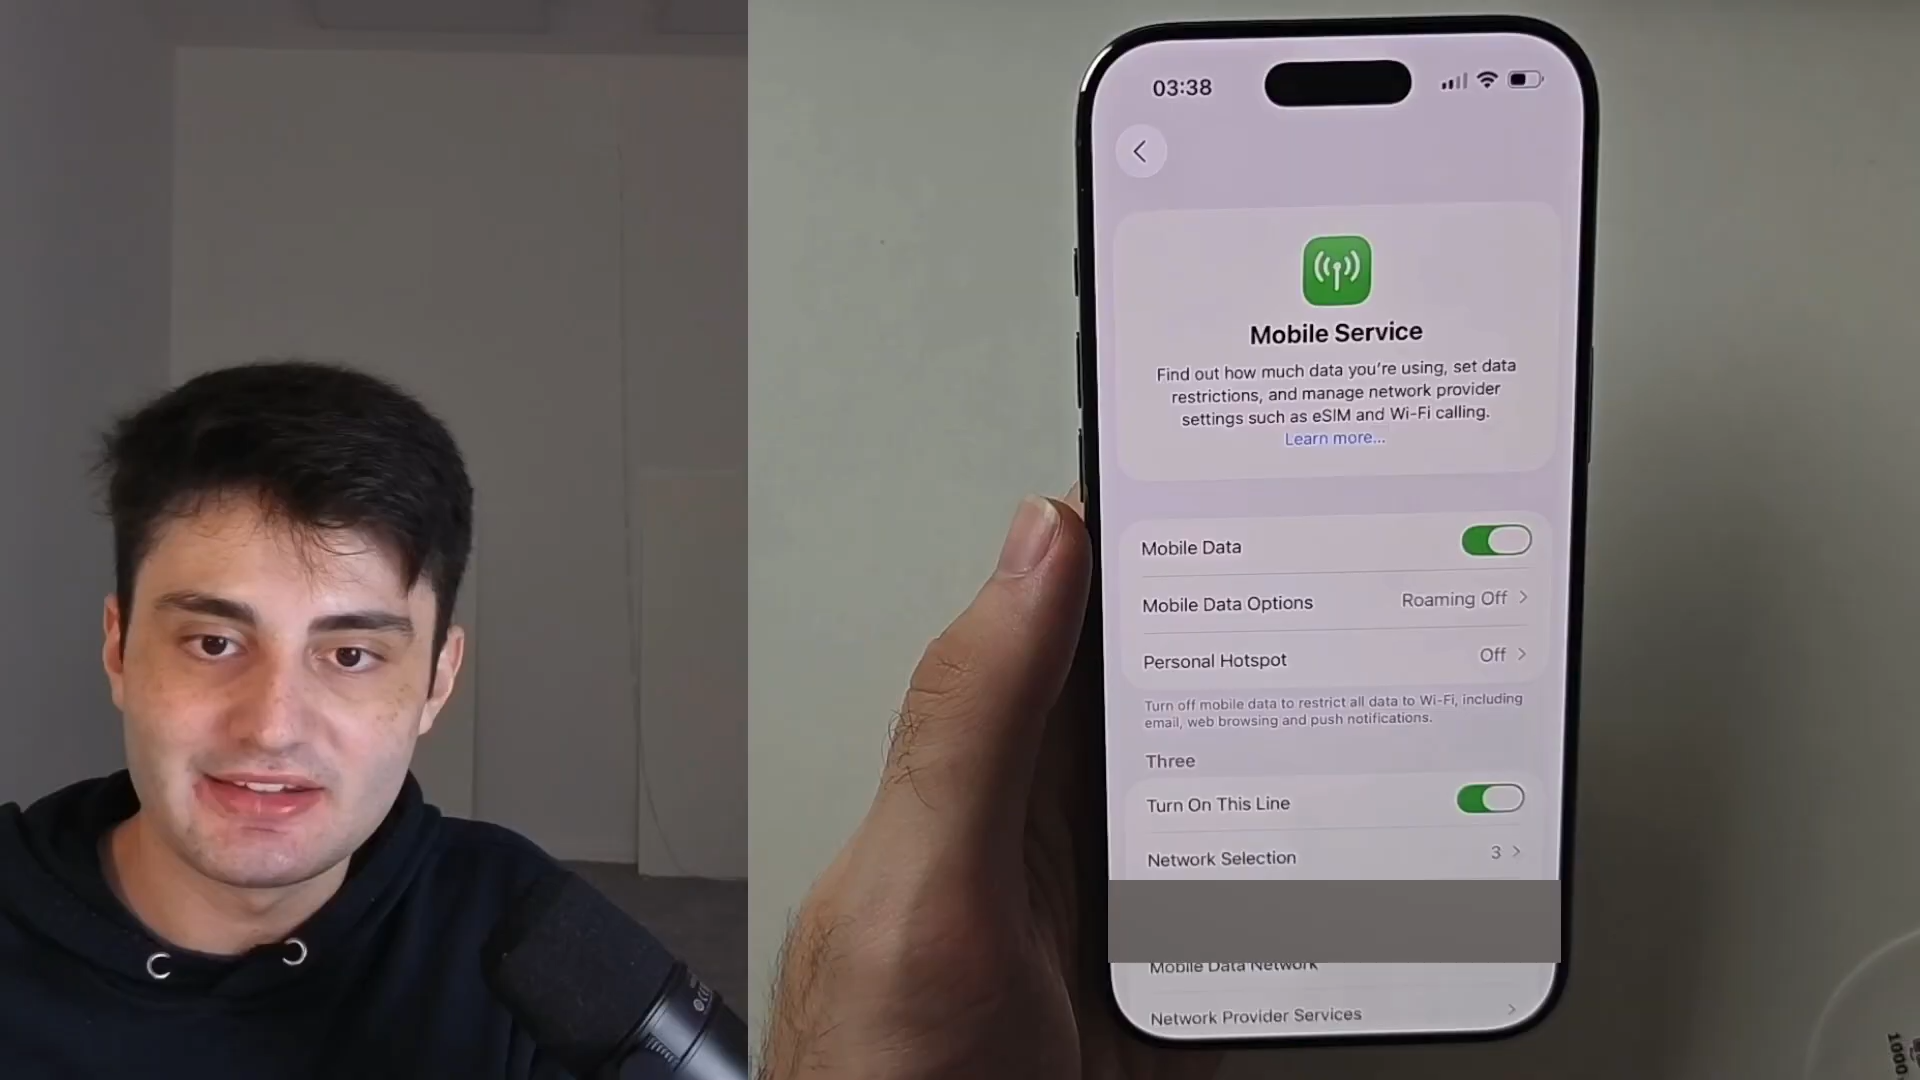 03:38
Mobile Service
Find out how much data you're using, set data
restrictions, and manage network provider
settings such as eSIM and Wi-Fi calling.
Learn more...
Mobile Data
Mobile Data Options Roaming Off
Personal Hotspot Off
Turn off mobile data to restrict all data to Wi-Fi, including
email, web browsing and push notifications.
Three
Turn On This Line
Network Selection 3
Mobile Data Network
Network Provider Services
1000